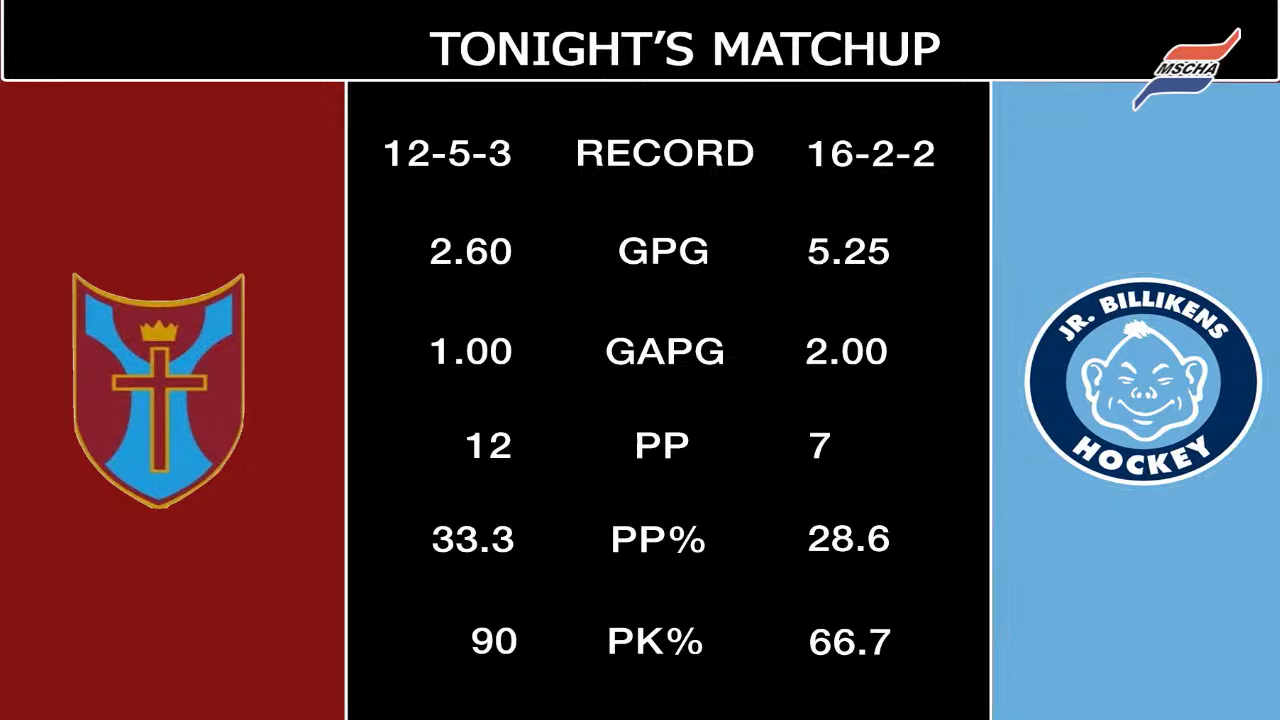 TONIGHT'S MATCHUP
MSCHA
12-5-3 RECORD 16-2-2
2.60 GPG 5.25
1.00 GAPG 2.00
12 PP 7
33.3 PP% 28.6
90 PK% 66.7
JR. BILLIKENS
HOCKEY